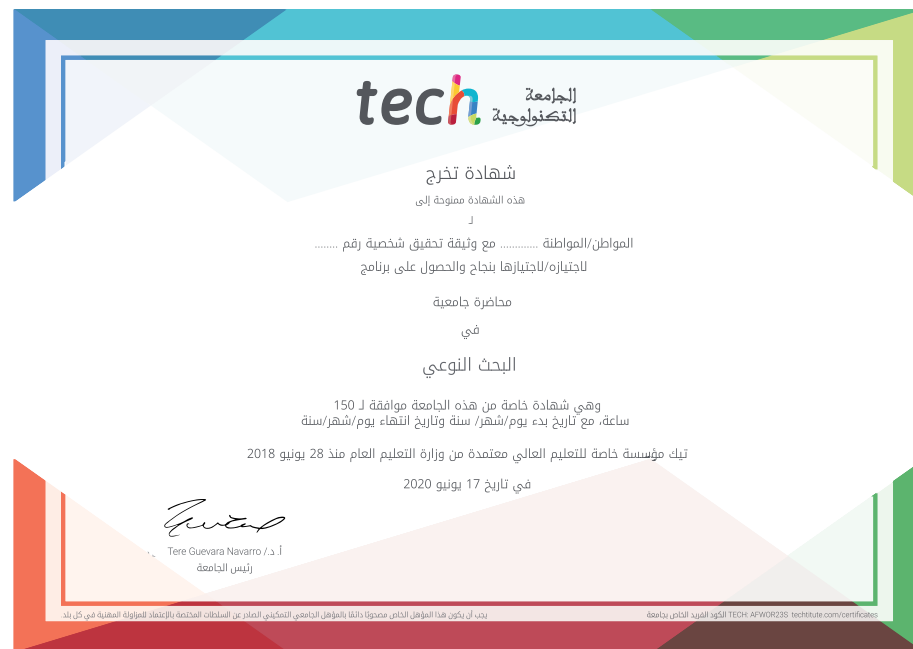 tech الجامعة
التكنولوجية
شهادة تخرج
هذه الشهادة ممنوحة إلى
لـ
المواطن/المواطنة ............ مع وثيقة تحقيق شخصية رقم ........
لاجتيازه/لاجتيازها بنجاح والحصول على برنامج
محاضرة جامعية
في
البحث النوعي
وهي شهادة خاصة من هذه الجامعة موافقة لـ 150
ساعة، مع تاريخ بدء يوم/شهر/ سنة وتاريخ انتهاء يوم/شهر/سنة
تيك مؤسسة خاصة للتعليم العالي معتمدة من وزارة التعليم العام منذ 28 يونيو 2018
في تاريخ 17 يونيو 2020
أ. د./ Tere Guevara Navarro
رئيس الجامعة
يجب أن يكون هذا المؤهل الخاص مصحوبًا دائمًا بالمؤهل الجامعي التمكيني الصادر عن السلطات المختصة بالإعتماد للمزاولة المهنية في كل بلد.
الكود الفريد الخاص بجامعة TECH: AFWOR23S techtitute.com/certificates